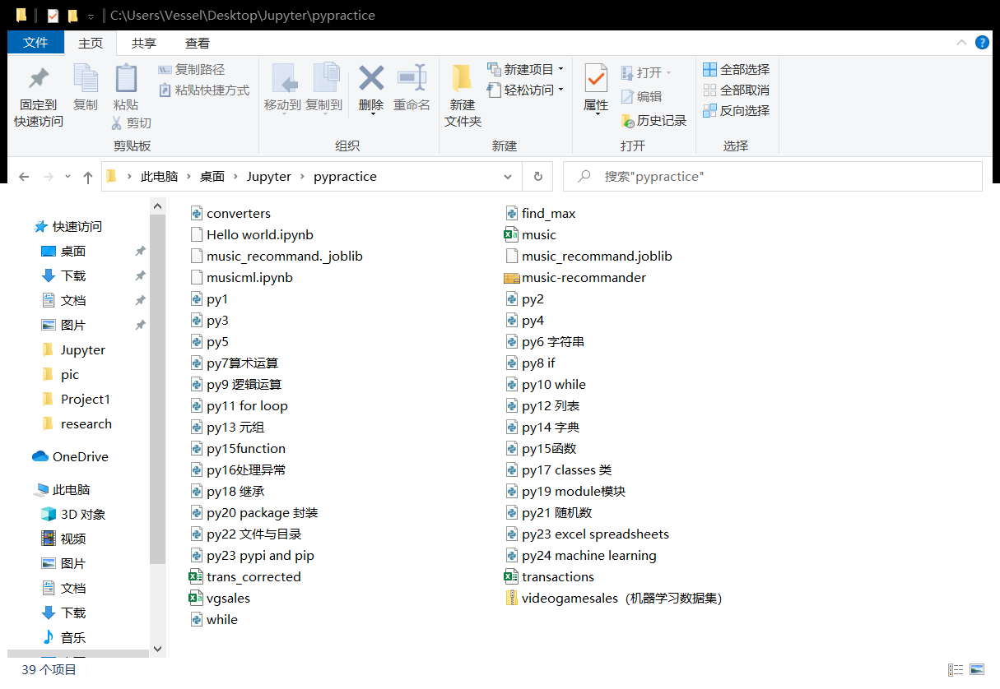 C:\Users\Vessel\Desktop\Jupyter\pypractice
文件 主页 共享 查看
固定到
快速访问
复制
粘贴
复制路径
粘贴快捷方式
剪切
剪贴板
移动到
复制到
删除
重命名
组织
新建
文件夹
新建项目
轻松访问
新建
属性
打开
编辑
历史记录
打开
全部选择
全部取消
反向选择
选择
此电脑 › 桌面 › Jupyter › pypractice
搜索"pypractice"
快速访问
桌面
下载
文档
图片
Jupyter
pic
Project1
research
OneDrive
此电脑
3D 对象
视频
图片
文档
下载
音乐
converters
find_max
Hello world.ipynb
music
music_recommand._joblib
music_recommand.joblib
musicml.ipynb
music-recommander
py1
py2
py3
py4
py5
py6 字符串
py7算术运算
py8 if
py9 逻辑运算
py10 while
py11 for loop
py12 列表
py13 元组
py14 字典
py15function
py15函数
py16处理异常
py17 classes 类
py18 继承
py19 module模块
py20 package 封装
py21 随机数
py22 文件与目录
py23 excel spreadsheets
py23 pypi and pip
py24 machine learning
trans_corrected
transactions
vgsales
videogamesales（机器学习数据集）
while
39 个项目